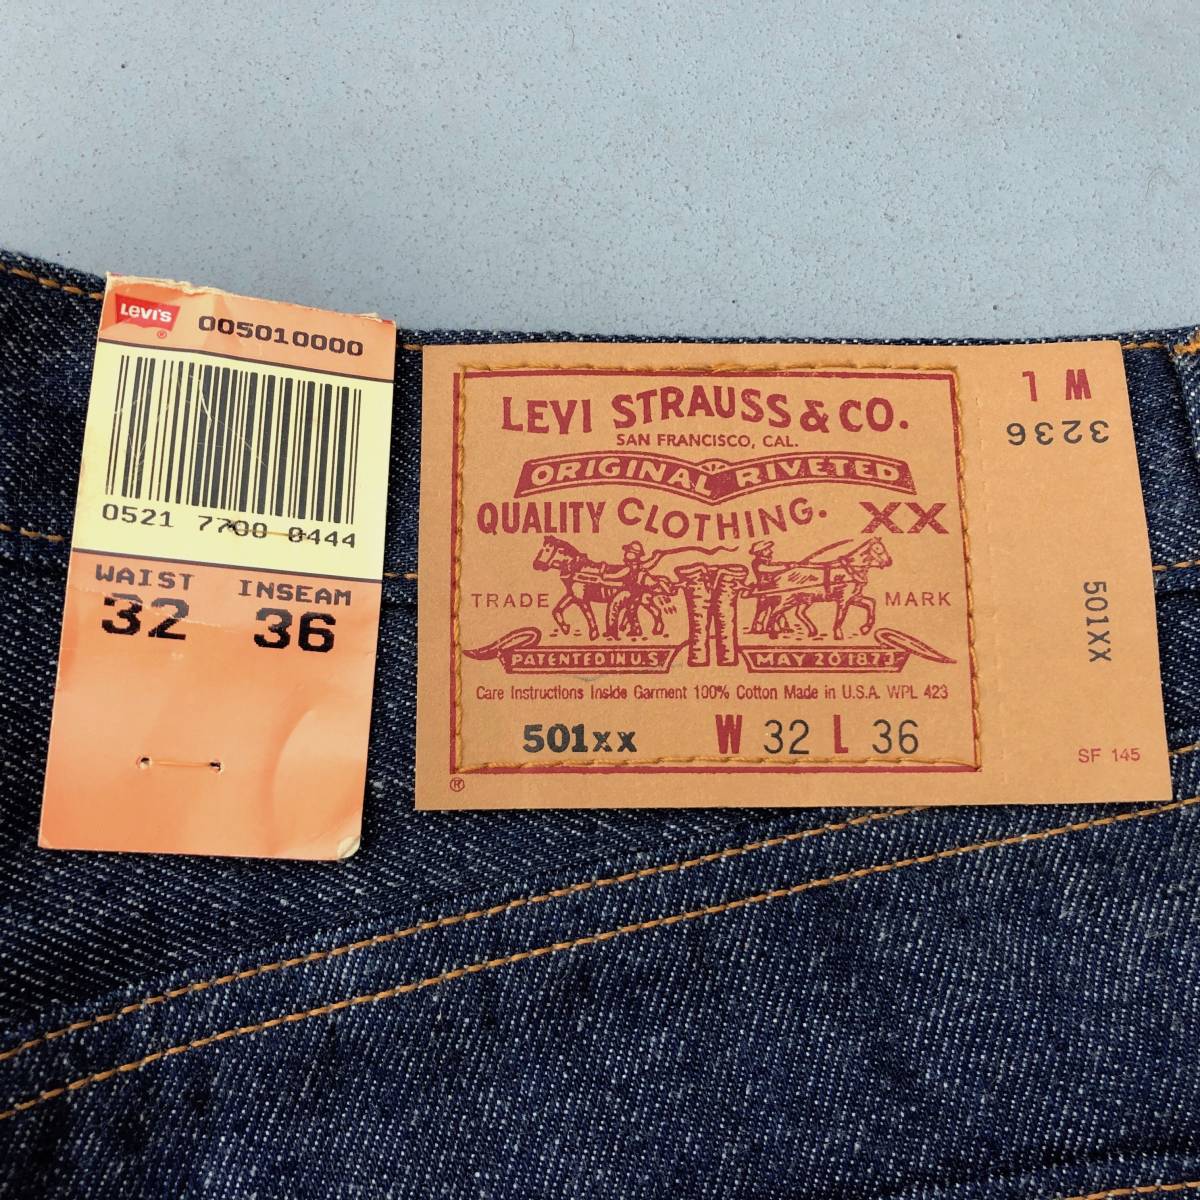 Levi's
®
005010000
0521 7700 0444
WAIST INSEAM
32 36
LEVI STRAUSS & CO.
SAN FRANCISCO, CAL.
ORIGINAL RIVETED
QUALITY CLOTHING. XX
TRADE MARK
PATENTED IN U.S. MAY 20 1873
Care Instructions Inside Garment 100% Cotton Made in U.S.A. WPL 423
501xx W 32 L 36
®
W L
3236
501XX
SF 145